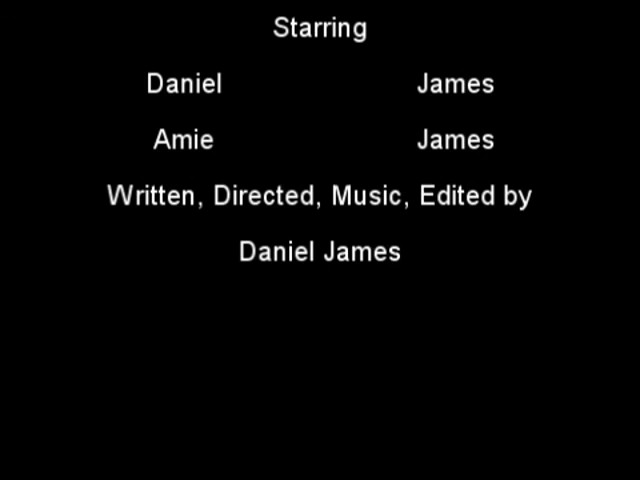 Starring
Daniel James
Amie James
Written, Directed, Music, Edited by
Daniel James